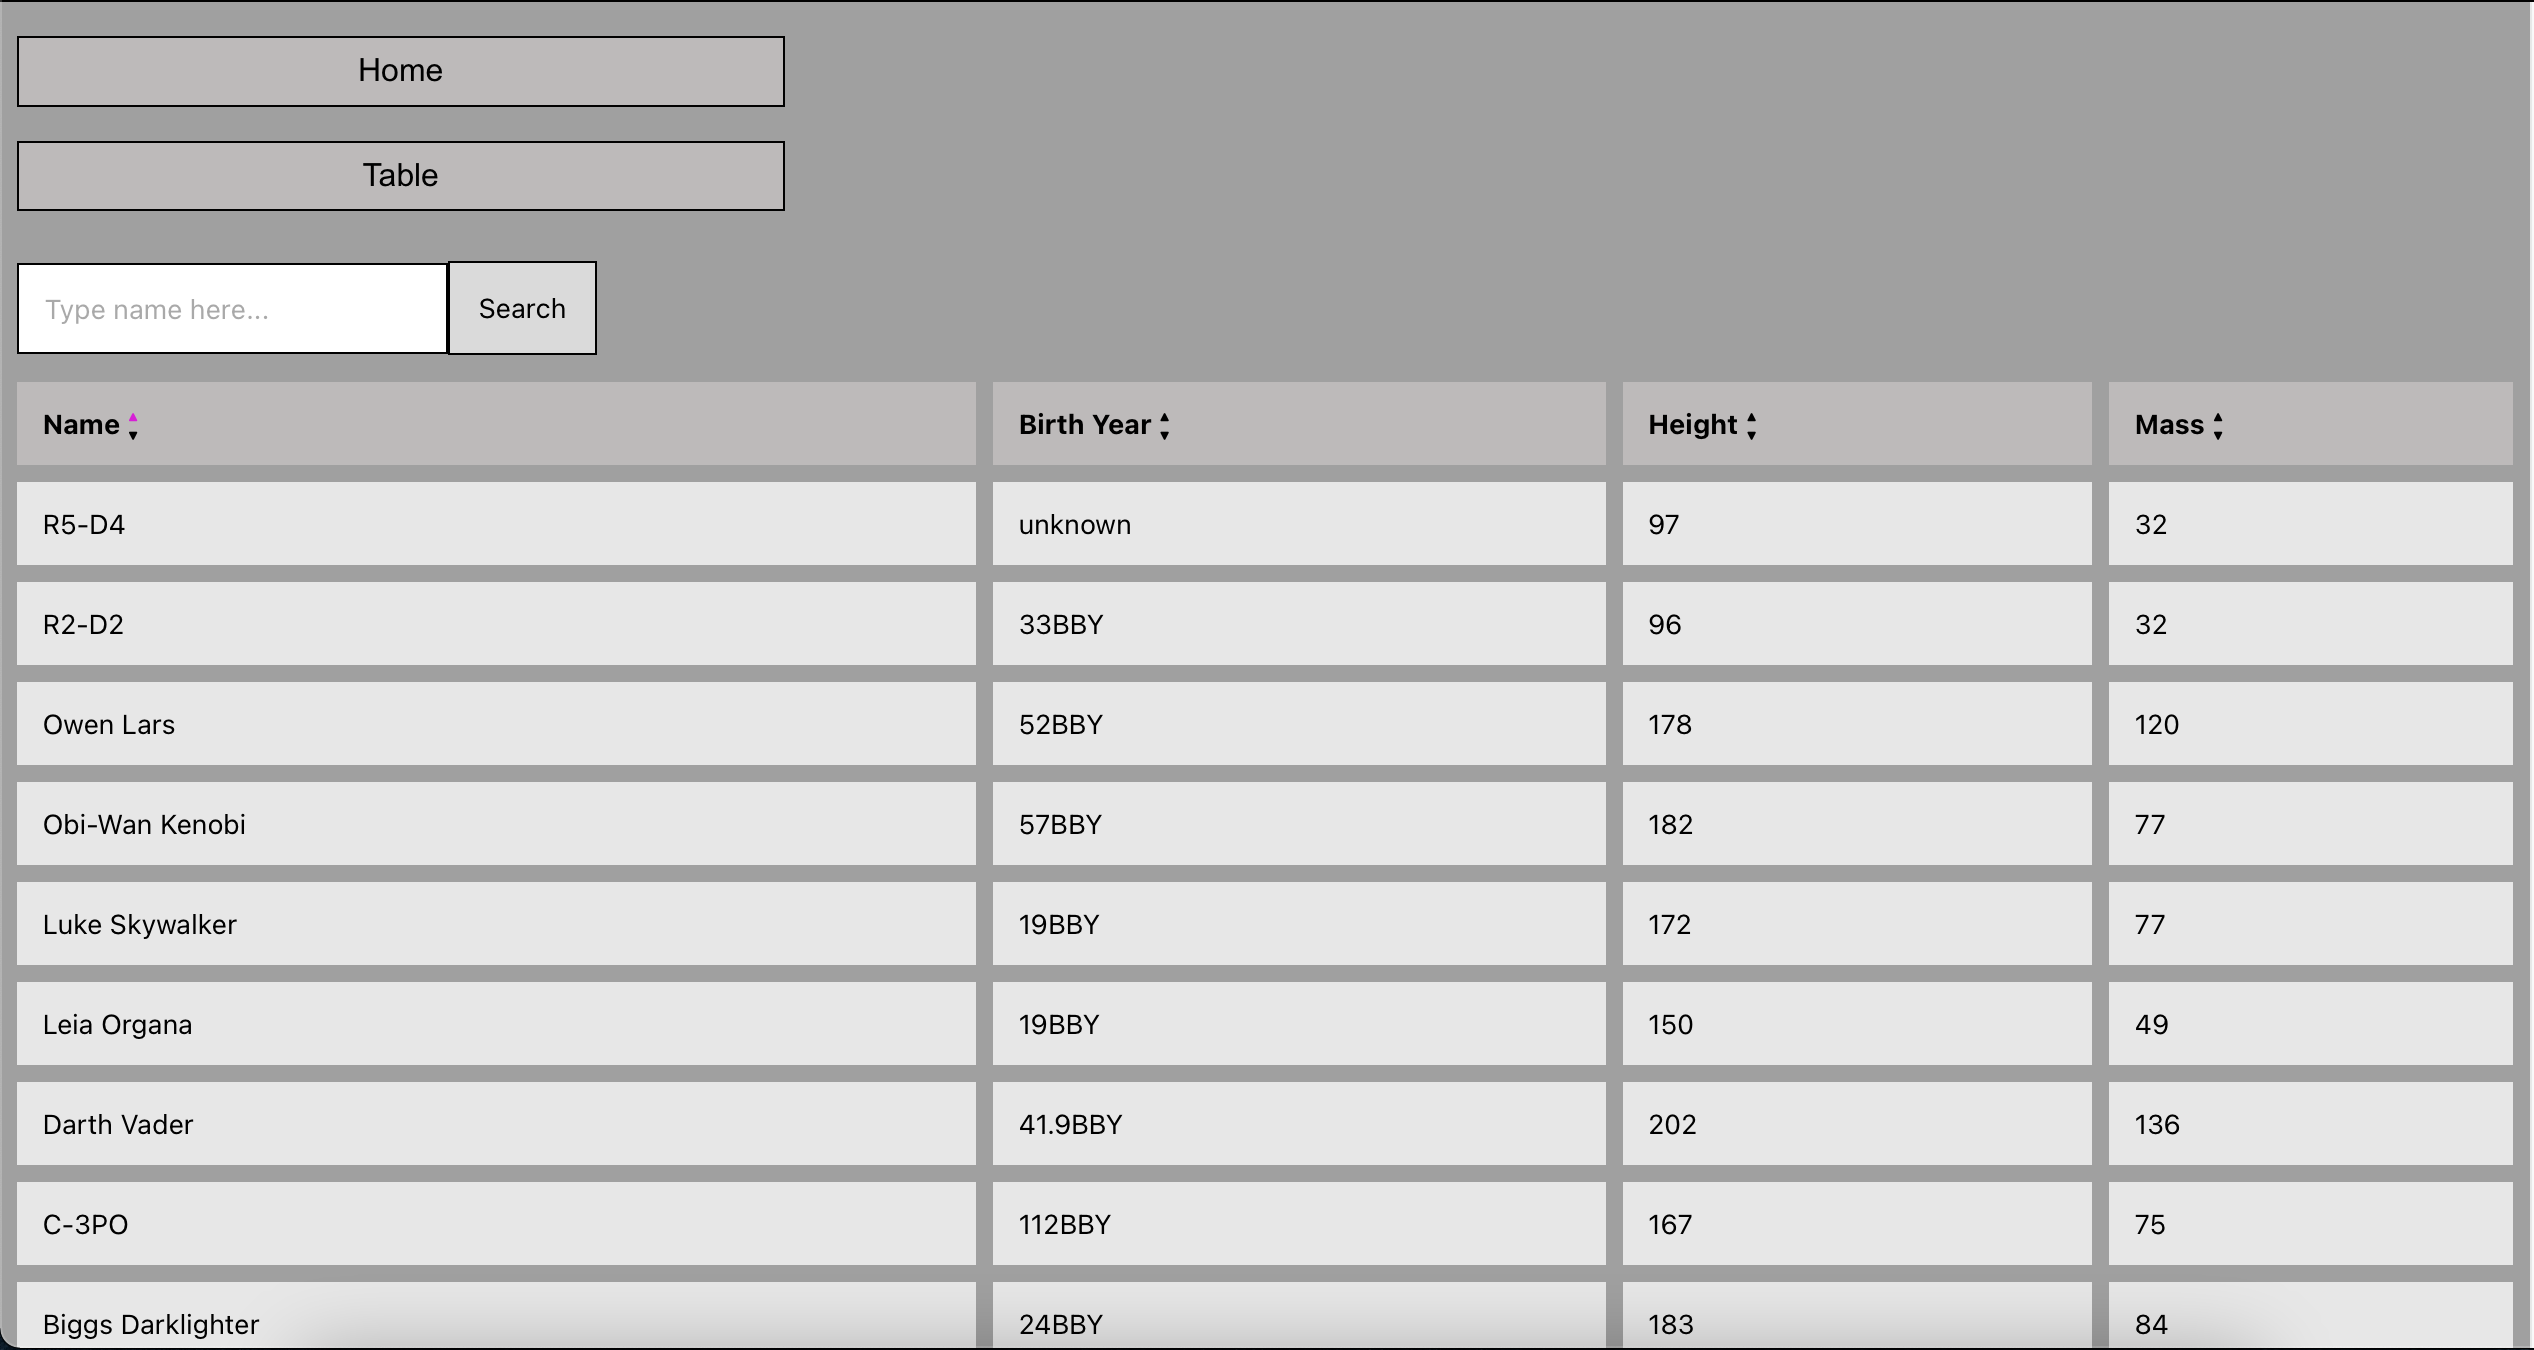 Home
Table
Type name here...
Search
Name Birth Year Height Mass
R5-D4 unknown 97 32
R2-D2 33BBY 96 32
Owen Lars 52BBY 178 120
Obi-Wan Kenobi 57BBY 182 77
Luke Skywalker 19BBY 172 77
Leia Organa 19BBY 150 49
Darth Vader 41.9BBY 202 136
C-3PO 112BBY 167 75
Biggs Darklighter 24BBY 183 84